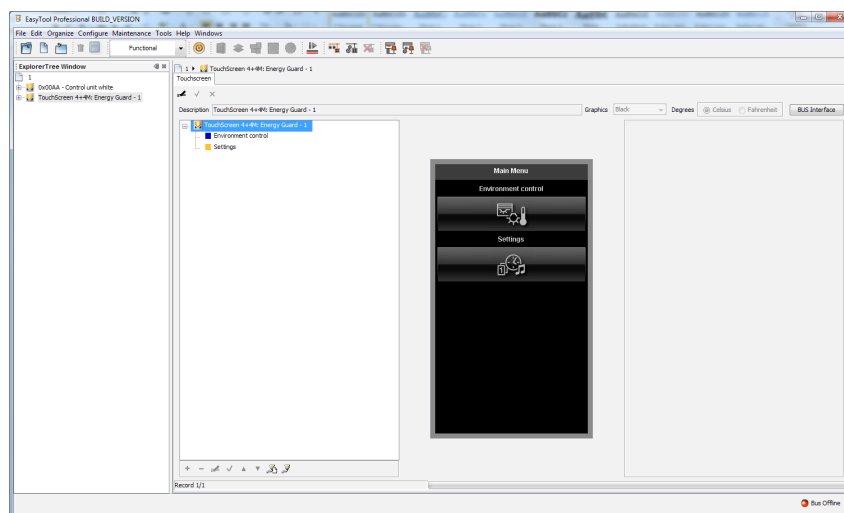 EasyTool Professional BUILD_VERSION
File Edit Organize Configure Maintenance Tools Help Windows
Functional
ExplorerTree Window
1
0x00AA - Control unit white
TouchScreen 4+4M: Energy Guard - 1
1 TouchScreen 4+4M: Energy Guard - 1
Touchscreen
Description TouchScreen 4+4M: Energy Guard - 1 Graphics Black Degrees Celsius Fahrenheit BUS Interface
TouchScreen 4+4M: Energy Guard - 1
Environment control
Settings
Main Menu
Environment control
Settings
1
Record 1/1
Bus Offline